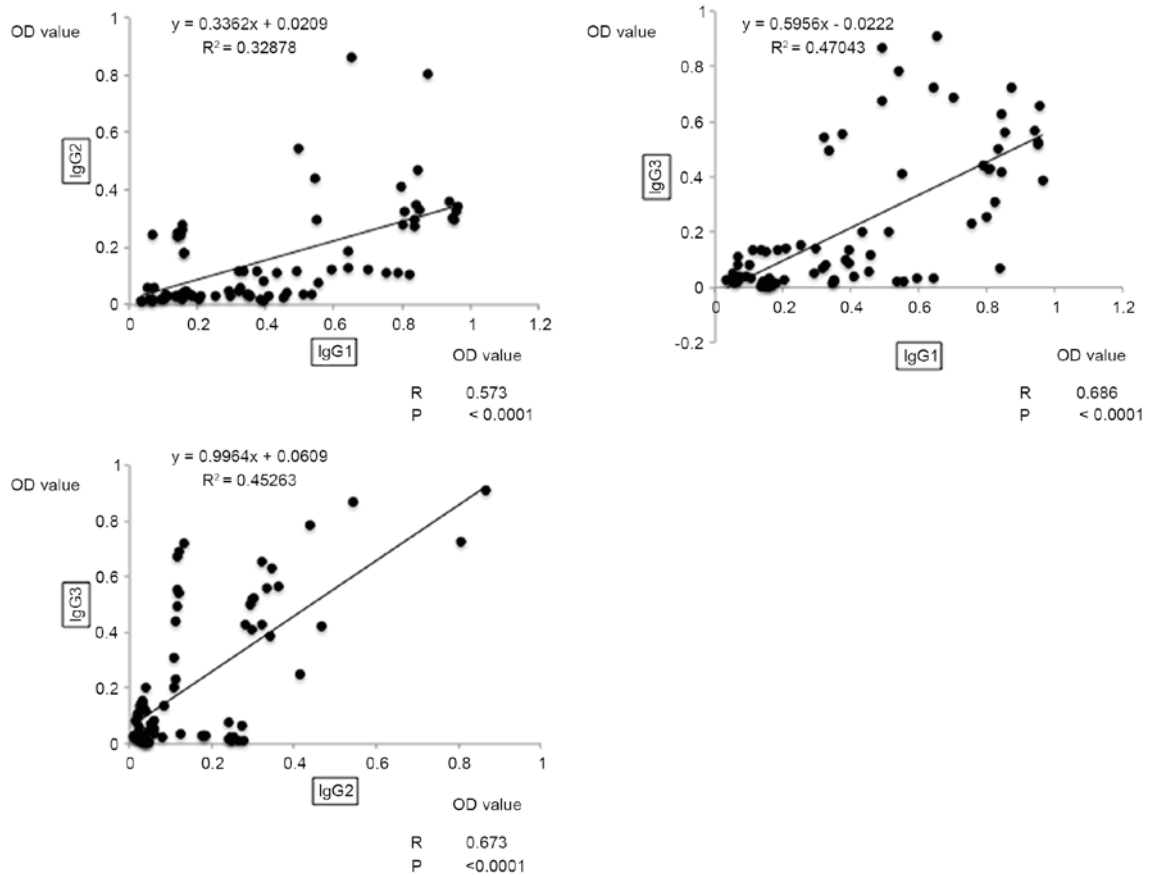 y = 0.3362x + 0.0209
R² = 0.32878
OD value
1
0.8
0.6
0.4
0.2
0
IgG2
0 0.2 0.4 0.6 0.8 1 1.2
IgG1
OD value
R 0.573
P < 0.0001
y = 0.5956x - 0.0222
R² = 0.47043
OD value
1
0.8
0.6
0.4
0.2
0
-0.2
IgG3
0.2 0.4 0.6 0.8 1 1.2
IgG1
OD value
R 0.686
P < 0.0001
y = 0.9964x + 0.0609
R² = 0.45263
OD value
1
0.8
0.6
0.4
0.2
0
IgG3
0 0.2 0.4 0.6 0.8 1
IgG2
OD value
R 0.673
P <0.0001